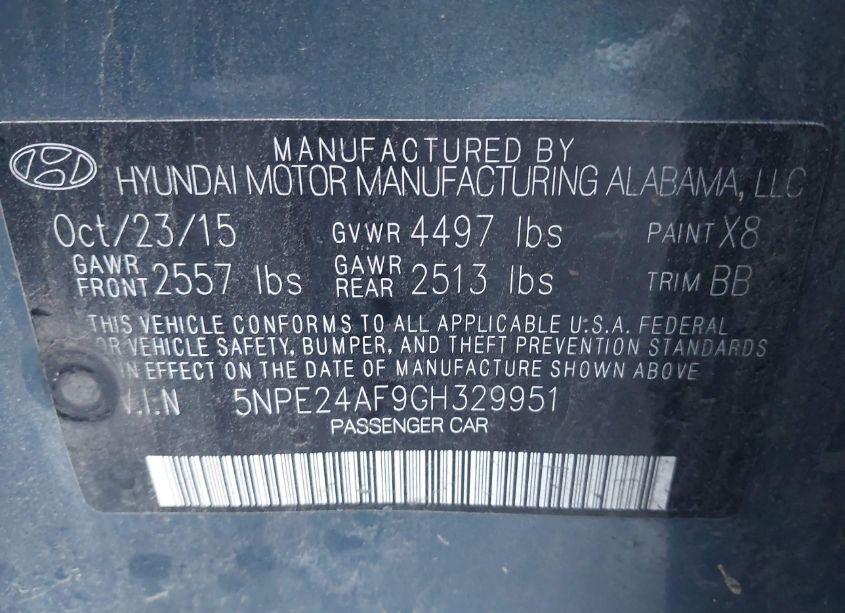 MANUFACTURED BY
HYUNDAI MOTOR MANUFACTURING ALABAMA, LLC
Oct/23/15 GVWR 4497 lbs PAINT X8
GAWR FRONT 2557 lbs GAWR REAR 2513 lbs TRIM BB
THIS VEHICLE CONFORMS TO ALL APPLICABLE U.S.A. FEDERAL
OR VEHICLE SAFETY, BUMPER, AND THEFT PREVENTION STANDARDS
IN EFFECT ON THE DATE OF MANUFACTURE SHOWN ABOVE
V.I.N 5NPE24AF9GH329951
PASSENGER CAR